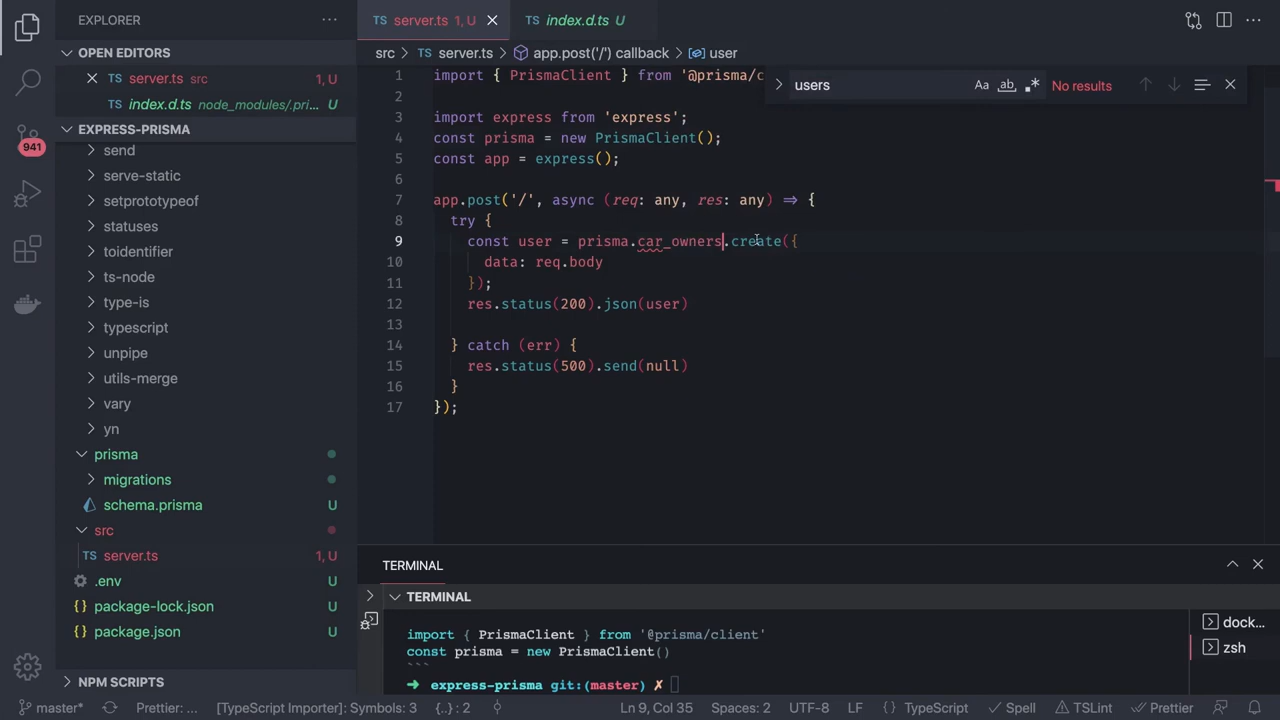 EXPLORER
OPEN EDITORS
server.ts src 1, U
index.d.ts node_modules/.pri... U
EXPRESS-PRISMA
941
send
serve-static
setprototypeof
statuses
toidentifier
ts-node
type-is
typescript
unpipe
utils-merge
vary
yn
prisma
migrations
schema.prisma U
src
TS server.ts 1, U
.env U
package-lock.json U
package.json U
NPM SCRIPTS
TS server.ts 1, U
TS index.d.ts U
src > TS server.ts > app.post('/') callback > user
users Aa ab No results
1 import { PrismaClient } from '@prisma/c
2
3 import express from 'express';
4 const prisma = new PrismaClient();
5 const app = express();
6
7 app.post('/', async (req: any, res: any) => {
8 try {
9 const user = prisma.car_owners.create({
10 data: req.body
11 });
12 res.status(200).json(user)
13
14 } catch (err) {
15 res.status(500).send(null)
16 }
17 });
TERMINAL
TERMINAL
import { PrismaClient } from '@prisma/client'
const prisma = new PrismaClient()
```
express-prisma git:(master) ✗
dock...
zsh
master* Prettier: ... [TypeScript Importer]: Symbols: 3 {..}: 2 Ln 9, Col 35 Spaces: 2 UTF-8 LF TypeScript Spell TSLint Prettier